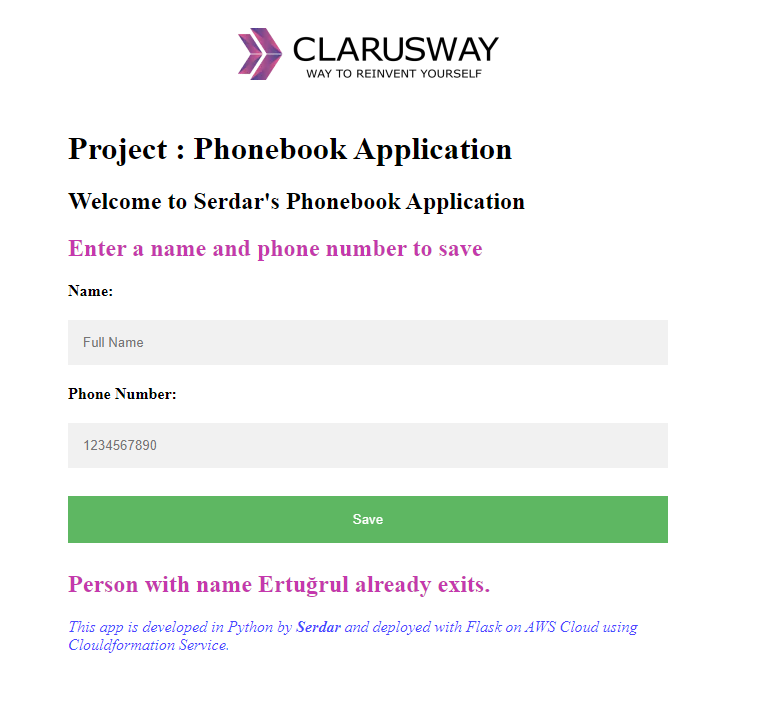 CLARUSWAY
WAY TO REINVENT YOURSELF
Project : Phonebook Application
Welcome to Serdar's Phonebook Application
Enter a name and phone number to save
Name:
Full Name
Phone Number:
1234567890
Save
Person with name Ertuğrul already exits.
This app is developed in Python by Serdar and deployed with Flask on AWS Cloud using
Clouldformation Service.